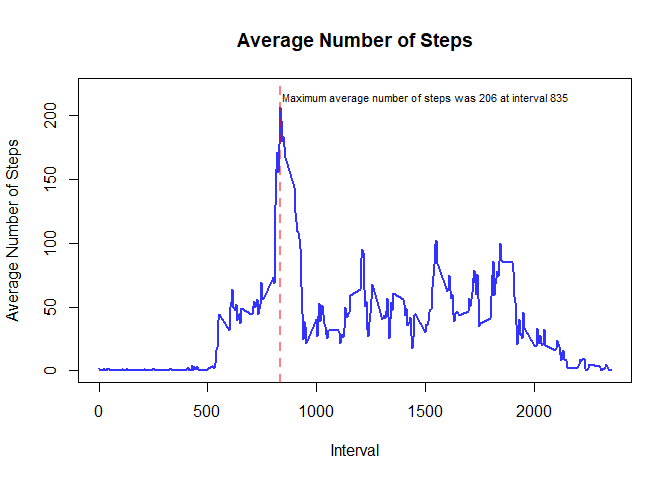 Average Number of Steps
Maximum average number of steps was 206 at interval 835
Average Number of Steps
200
150
100
50
0
0 500 1000 1500 2000
Interval